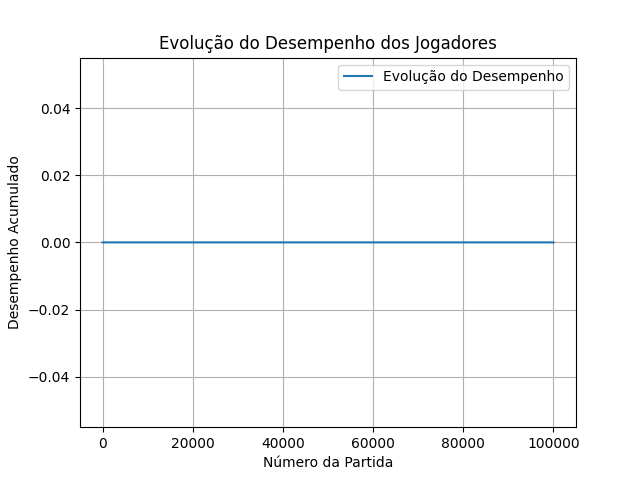 Evolução do Desempenho dos Jogadores
Evolução do Desempenho
0.04
0.02
0.00
−0.02
−0.04
Desempenho Acumulado
0 20000 40000 60000 80000 100000
Número da Partida